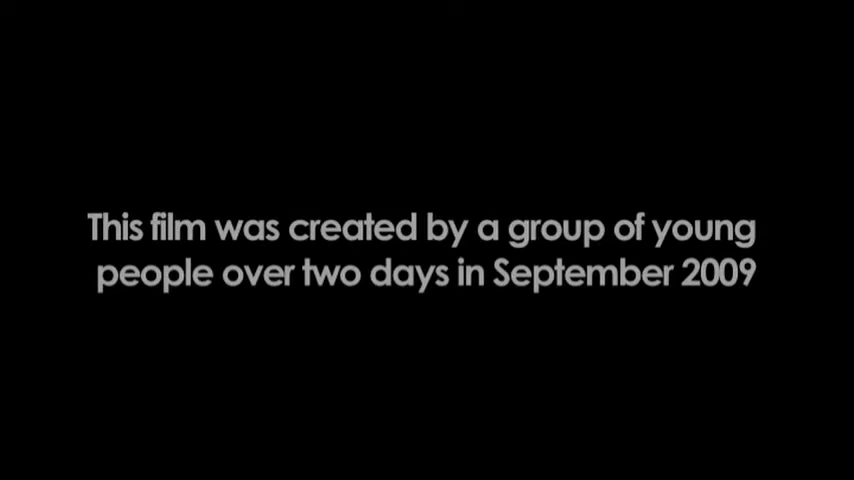 This film was created by a group of young
people over two days in September 2009